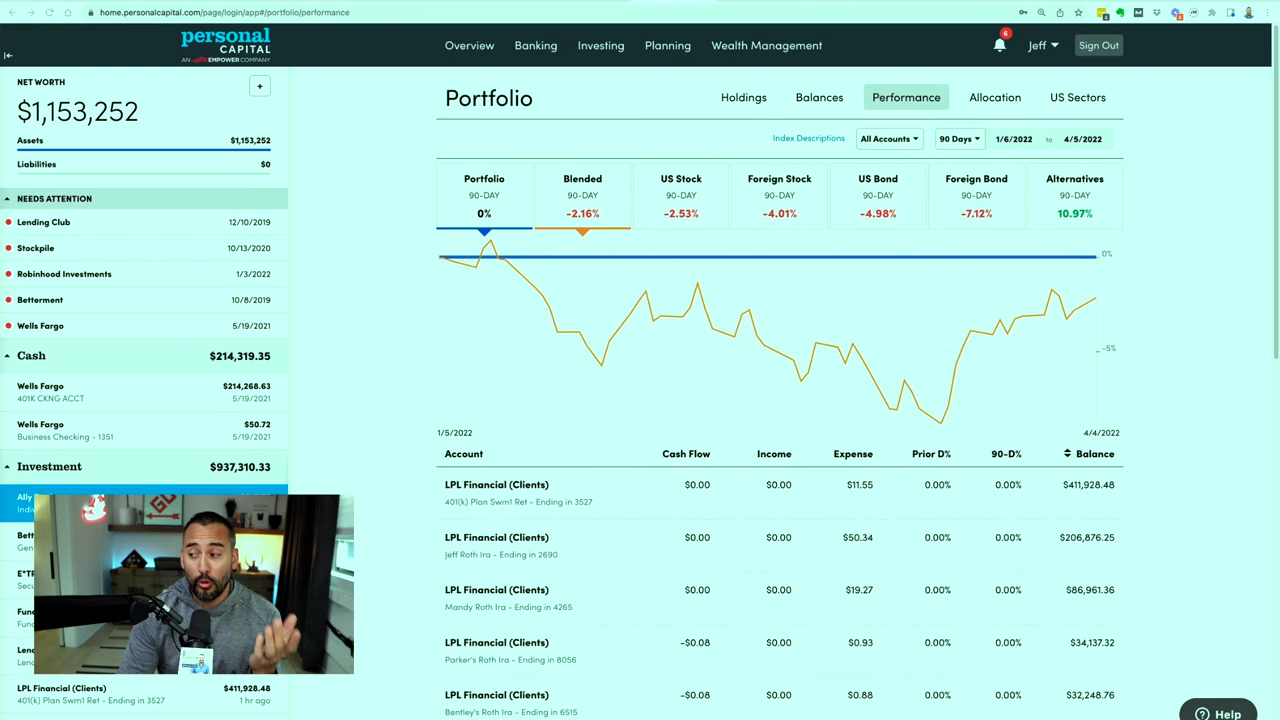 home.personalcapital.com/page/login/app#/portfolio/performance
personal
CAPITAL
AN EMPOWER COMPANY
Overview Banking Investing Planning Wealth Management
6
Jeff
Sign Out
NET WORTH
+
$1,153,252
Assets $1,153,252
Liabilities $0
NEEDS ATTENTION
Lending Club 12/10/2019
Stockpile 10/13/2020
Robinhood Investments 1/3/2022
Betterment 10/8/2019
Wells Fargo 5/19/2021
Cash $214,319.35
Wells Fargo $214,268.63
401K CKNG ACCT 5/19/2021
Wells Fargo $50.72
Business Checking - 1351 5/19/2021
Investment $937,310.33
Ally
Indi
Bett
Gen
E*TR
Secu
Fund
Fund
Lend
Lend
LPL Financial (Clients) $411,928.48
401(k) Plan Swm1 Ret - Ending in 3527 1 hr ago
Portfolio
Holdings Balances Performance Allocation US Sectors
Index Descriptions All Accounts 90 Days 1/6/2022 to 4/5/2022
Portfolio Blended US Stock Foreign Stock US Bond Foreign Bond Alternatives
90-DAY 90-DAY 90-DAY 90-DAY 90-DAY 90-DAY 90-DAY
0% -2.16% -2.53% -4.01% -4.98% -7.12% 10.97%
0%
-5%
1/5/2022 4/4/2022
Account Cash Flow Income Expense Prior D% 90-D% Balance
LPL Financial (Clients) $0.00 $0.00 $11.55 0.00% 0.00% $411,928.48
401(k) Plan Swm1 Ret - Ending in 3527
LPL Financial (Clients) $0.00 $0.00 $50.34 0.00% 0.00% $206,876.25
Jeff Roth Ira - Ending in 2690
LPL Financial (Clients) $0.00 $0.00 $19.27 0.00% 0.00% $86,961.36
Mandy Roth Ira - Ending in 4265
LPL Financial (Clients) -$0.08 $0.00 $0.93 0.00% 0.00% $34,137.32
Parker's Roth Ira - Ending in 8056
LPL Financial (Clients) -$0.08 $0.00 $0.88 0.00% 0.00% $32,248.76
Bentley's Roth Ira - Ending in 6515
Help